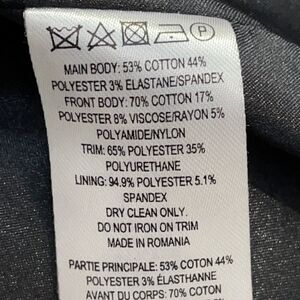 P
MAIN BODY: 53% COTTON 44%
POLYESTER 3% ELASTANE/SPANDEX
FRONT BODY: 70% COTTON 17%
POLYESTER 8% VISCOSE/RAYON 5%
POLYAMIDE/NYLON
TRIM: 65% POLYESTER 35%
POLYURETHANE
LINING: 94.9% POLYESTER 5.1%
SPANDEX
DRY CLEAN ONLY.
DO NOT IRON ON TRIM
MADE IN ROMANIA
PARTIE PRINCIPALE: 53% COTON 44%
POLYESTER 3% ÉLASTHANNE
AVANT DU CORPS: 70% COTON